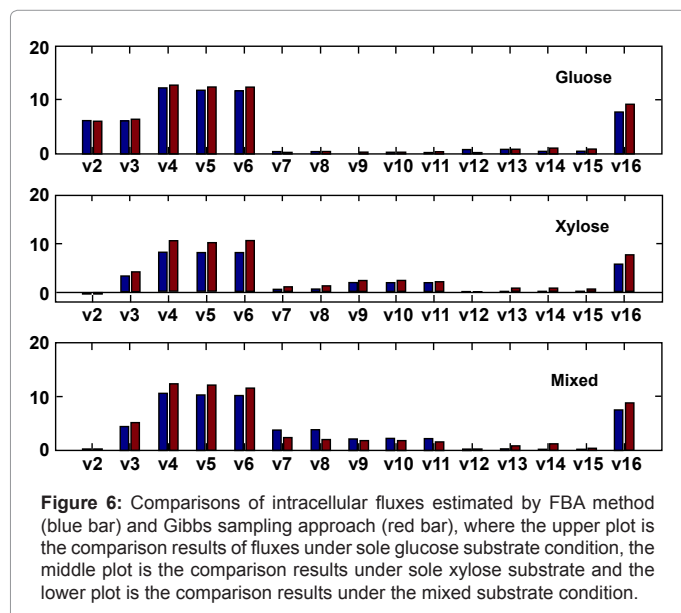 20
Gluose
10
0
v2 v3 v4 v5 v6 v7 v8 v9 v10 v11 v12 v13 v14 v15 v16
20
Xylose
10
0
v2 v3 v4 v5 v6 v7 v8 v9 v10 v11 v12 v13 v14 v15 v16
20
Mixed
10
0
v2 v3 v4 v5 v6 v7 v8 v9 v10 v11 v12 v13 v14 v15 v16
Figure 6: Comparisons of intracellular fluxes estimated by FBA method
(blue bar) and Gibbs sampling approach (red bar), where the upper plot is
the comparison results of fluxes under sole glucose substrate condition, the
middle plot is the comparison results under sole xylose substrate and the
lower plot is the comparison results under the mixed substrate condition.